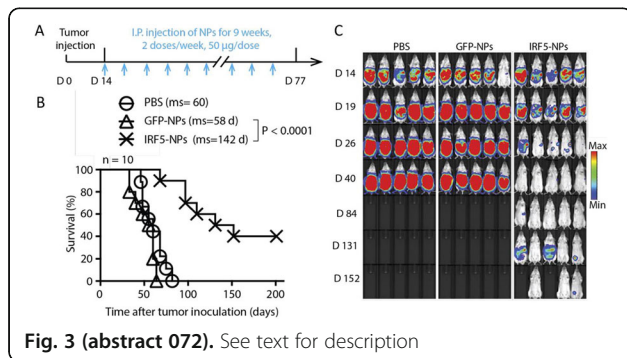 A
Tumor
injection
I.P. injection of NPs for 9 weeks,
2 doses/week, 50 µg/dose
D 0
D 14
D 77
B
PBS (ms= 60)
GFP-NPs (ms=58 d)
IRF5-NPs (ms=142 d)
P < 0.0001
n = 10
Survival (%)
100
80
60
40
20
0
0
50
100
150
200
Time after tumor inoculation (days)
C
PBS
GFP-NPs
IRF5-NPs
D 14
D 19
D 26
D 40
D 84
D 131
D 152
Max
Min
Fig. 3 (abstract 072). See text for description